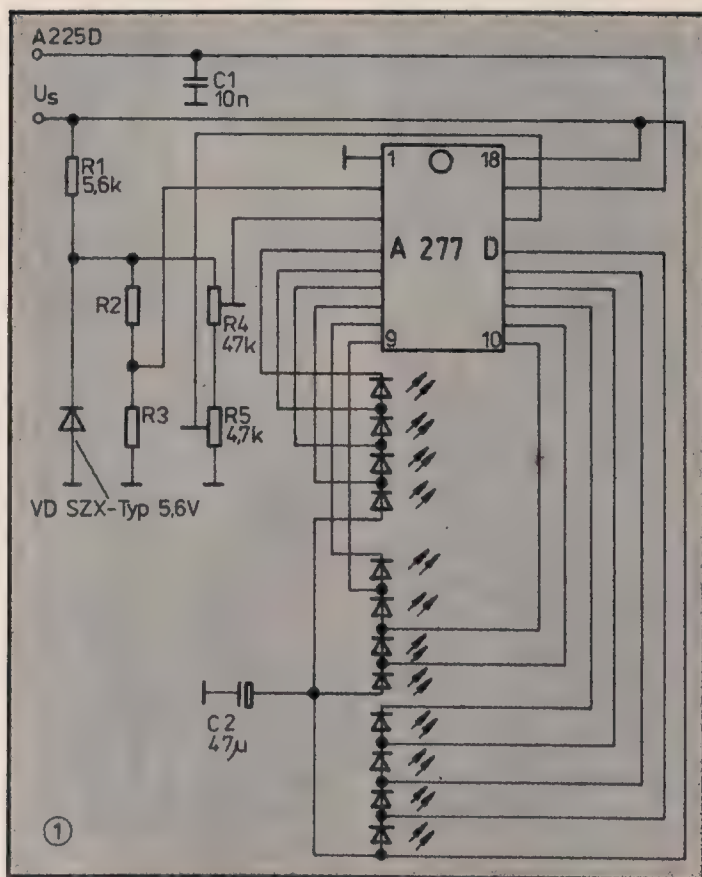 A225D
C1
10n
Us
R1
5,6k
1
18
A 277 D
R2
R4
47k
9
10
R3
R5
4,7k
VD SZX-Typ 5,6V
C2
47µ
1